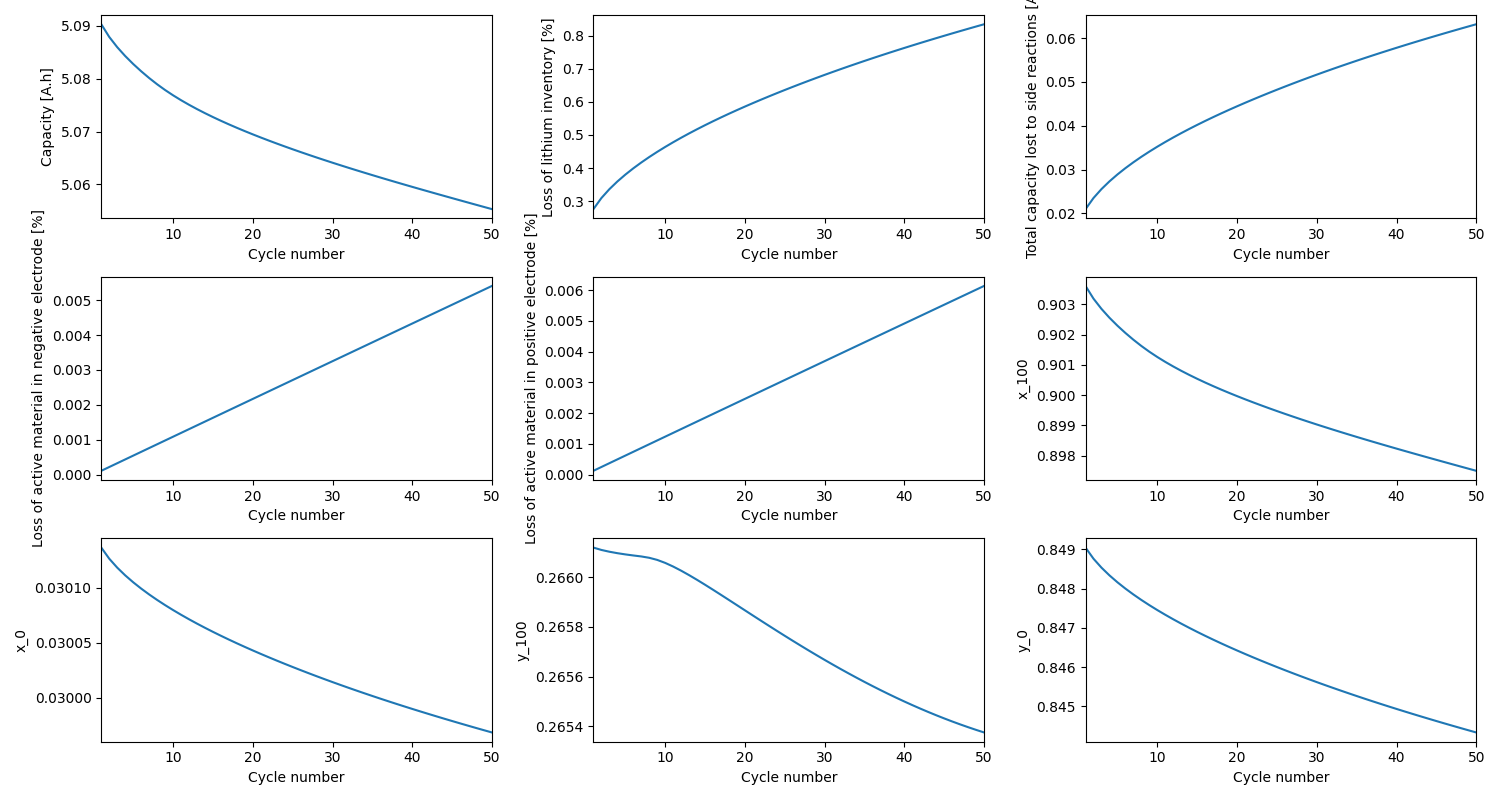 5.09
5.08
5.07
5.06
Capacity [A.h]
10 20 30 40 50
Cycle number
0.8
0.7
0.6
0.5
0.4
0.3
Loss of lithium inventory [%]
10 20 30 40 50
Cycle number
0.06
0.05
0.04
0.03
0.02
Total capacity lost to side reactions [A
10 20 30 40 50
Cycle number
0.005
0.004
0.003
0.002
0.001
0.000
Loss of active material in negative electrode [%]
10 20 30 40 50
Cycle number
0.006
0.005
0.004
0.003
0.002
0.001
0.000
Loss of active material in positive electrode [%]
10 20 30 40 50
Cycle number
0.903
0.902
0.901
0.900
0.899
0.898
x_100
10 20 30 40 50
Cycle number
0.03010
0.03005
0.03000
x_0
10 20 30 40 50
Cycle number
0.2660
0.2658
0.2656
0.2654
y_100
10 20 30 40 50
Cycle number
0.849
0.848
0.847
0.846
0.845
y_0
10 20 30 40 50
Cycle number